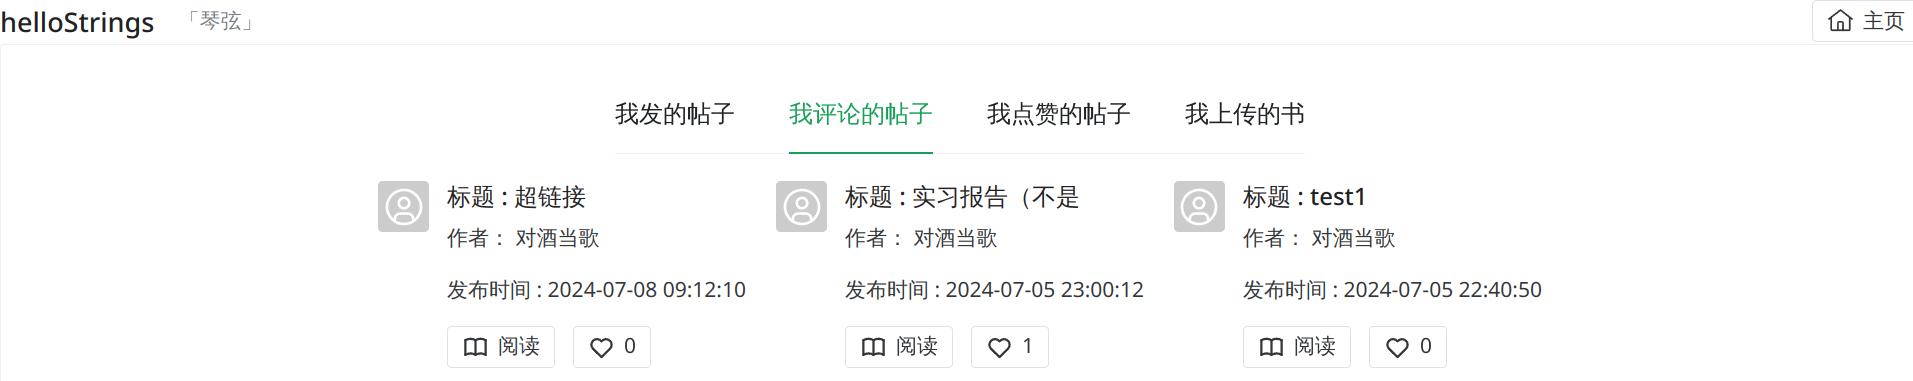 helloStrings 「琴弦」 主页
我发的帖子 我评论的帖子 我点赞的帖子 我上传的书
标题 : 超链接
作者： 对酒当歌
发布时间 : 2024-07-08 09:12:10
阅读 0
标题 : 实习报告（不是
作者： 对酒当歌
发布时间 : 2024-07-05 23:00:12
阅读 1
标题 : test1
作者： 对酒当歌
发布时间 : 2024-07-05 22:40:50
阅读 0